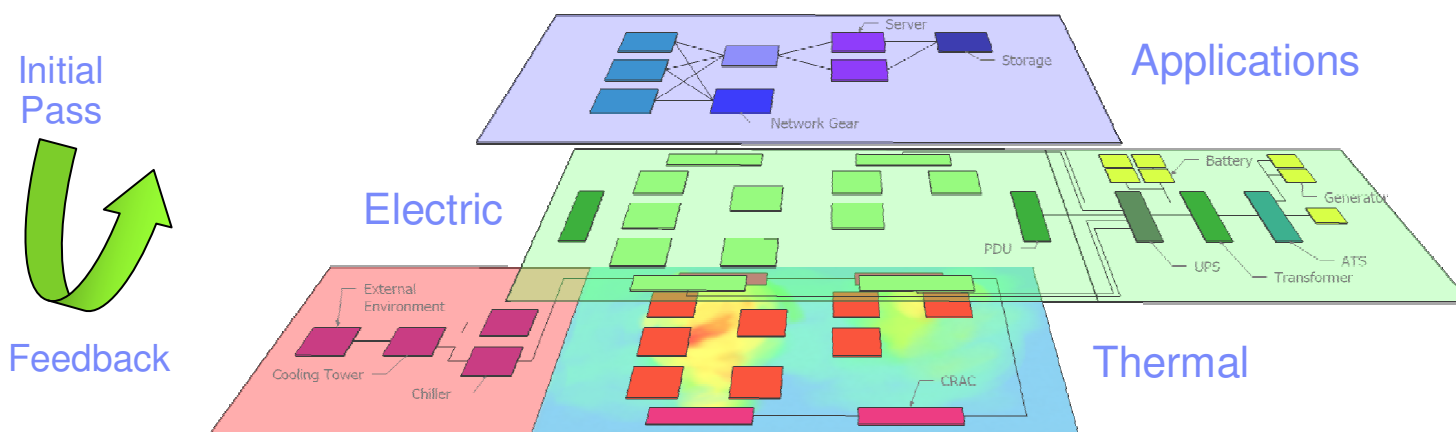 Initial
Pass
Feedback
Server
Storage
Network Gear
Applications
Electric
Battery
Generator
PDU
UPS
Transformer
ATS
External
Environment
Cooling Tower
Chiller
CRAC
Thermal